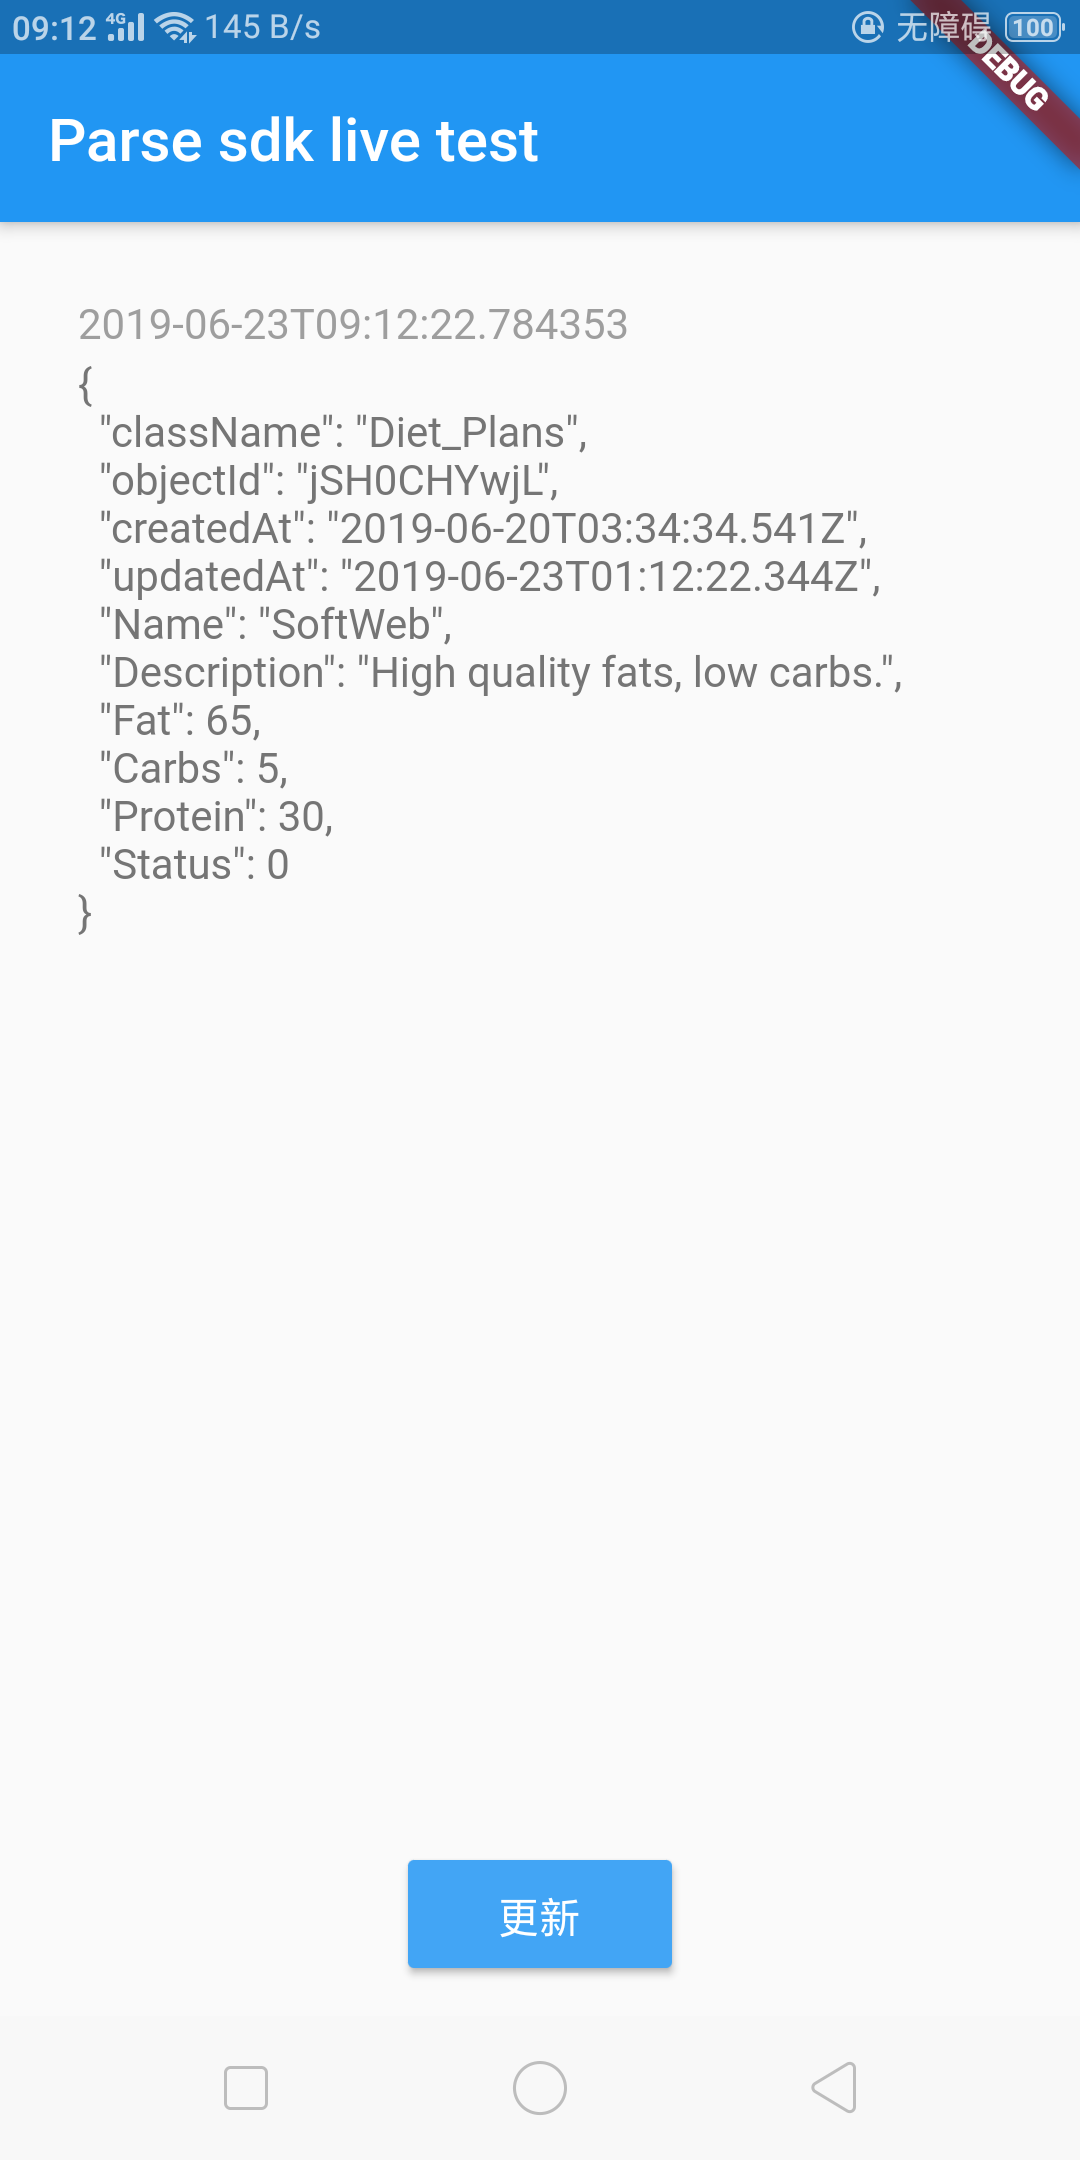 09:12 4G 145 B/s 无障碍 100
DEBUG
Parse sdk live test
2019-06-23T09:12:22.784353
{
"className": "Diet_Plans",
"objectId": "jSH0CHYwjL",
"createdAt": "2019-06-20T03:34:34.541Z",
"updatedAt": "2019-06-23T01:12:22.344Z",
"Name": "SoftWeb",
"Description": "High quality fats, low carbs.",
"Fat": 65,
"Carbs": 5,
"Protein": 30,
"Status": 0
}
更新